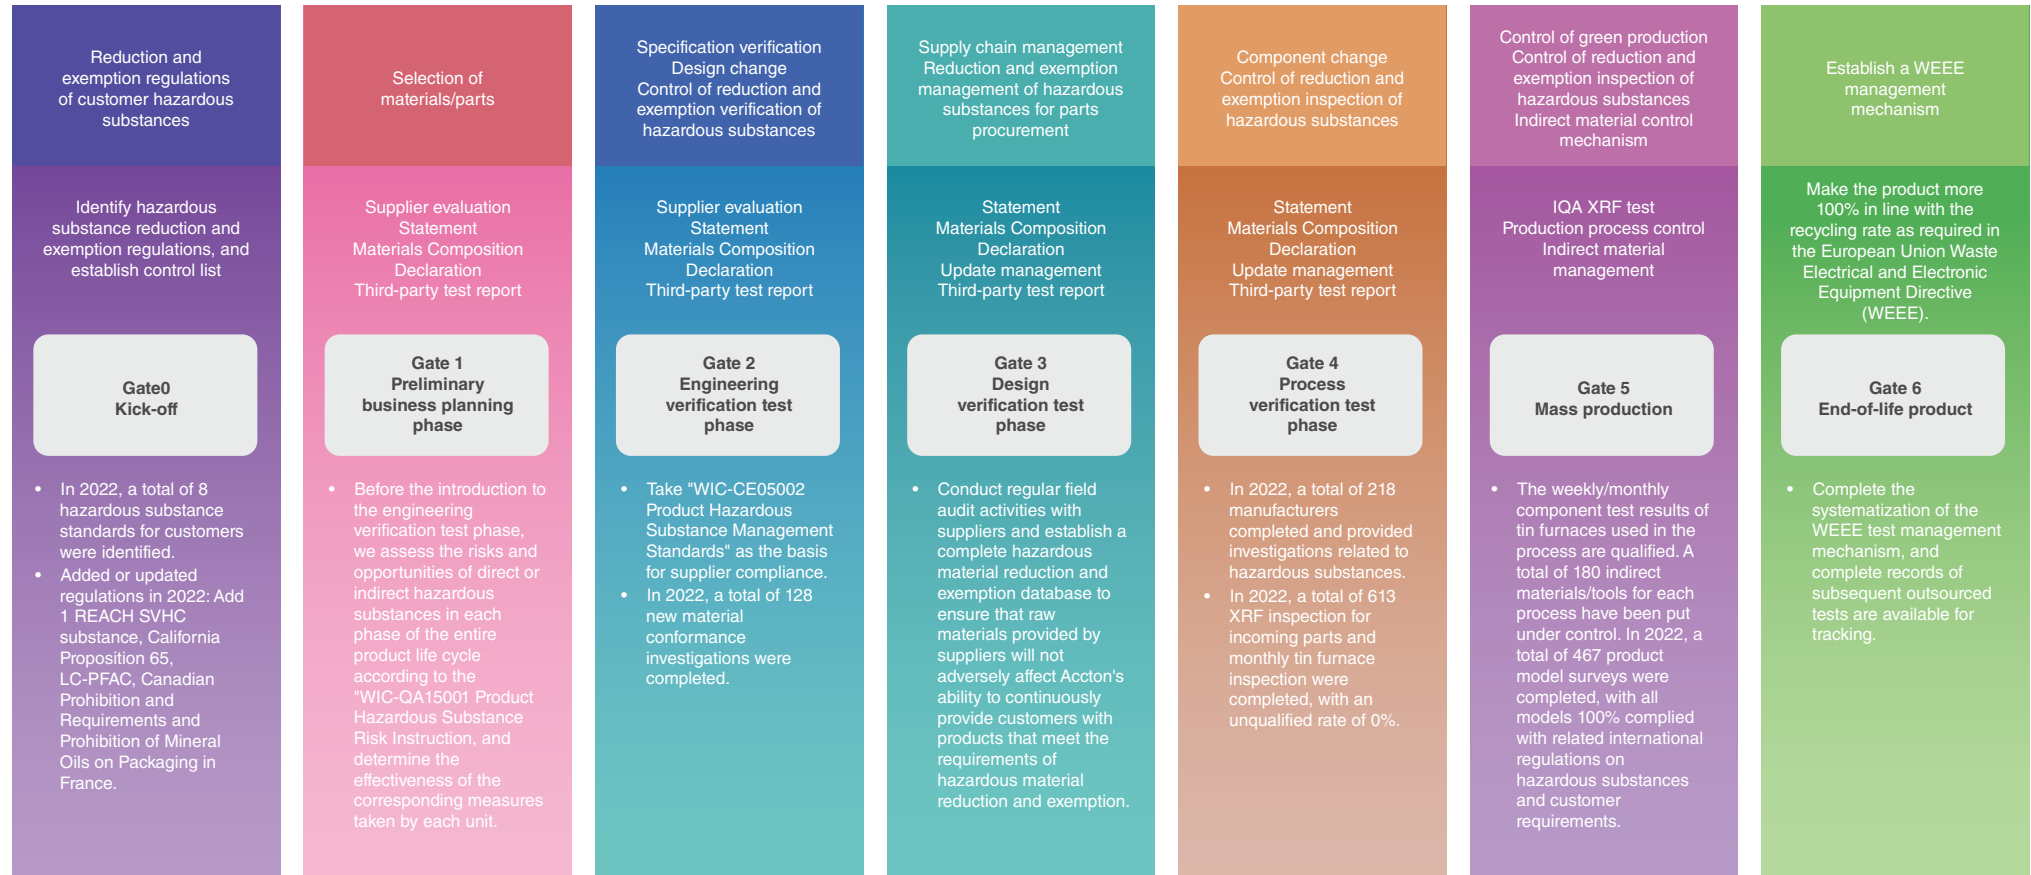 Reduction and
exemption regulations
of customer hazardous
substances
Identify hazardous
substance reduction and
exemption regulations, and
establish control list
Gate0
Kick-off
• In 2022, a total of 8
hazardous substance
standards for customers
were identified.
• Added or updated
regulations in 2022: Add
1 REACH SVHC
substance, California
Proposition 65,
LC-PFAC, Canadian
Prohibition and
Requirements and
Prohibition of Mineral
Oils on Packaging in
France.
Selection of
materials/parts
Supplier evaluation
Statement
Materials Composition
Declaration
Third-party test report
Gate 1
Preliminary
business planning
phase
• Before the introduction to
the engineering
verification test phase,
we assess the risks and
opportunities of direct or
indirect hazardous
substances in each
phase of the entire
product life cycle
according to the
"WIC-QA15001 Product
Hazardous Substance
Risk Instruction, and
determine the
effectiveness of the
corresponding measures
taken by each unit.
Specification verification
Design change
Control of reduction and
exemption verification of
hazardous substances
Supplier evaluation
Statement
Materials Composition
Declaration
Third-party test report
Gate 2
Engineering
verification test
phase
• Take "WIC-CE05002
Product Hazardous
Substance Management
Standards" as the basis
for supplier compliance.
• In 2022, a total of 128
new material
conformance
investigations were
completed.
Supply chain management
Reduction and exemption
management of hazardous
substances for parts
procurement
Statement
Materials Composition
Declaration
Update management
Third-party test report
Gate 3
Design
verification test
phase
• Conduct regular field
audit activities with
suppliers and establish a
complete hazardous
material reduction and
exemption database to
ensure that raw
materials provided by
suppliers will not
adversely affect Accton's
ability to continuously
provide customers with
products that meet the
requirements of
hazardous material
reduction and exemption.
Component change
Control of reduction and
exemption inspection of
hazardous substances
Statement
Materials Composition
Declaration
Update management
Third-party test report
Gate 4
Process
verification test
phase
• In 2022, a total of 218
manufacturers
completed and provided
investigations related to
hazardous substances.
• In 2022, a total of 613
XRF inspection for
incoming parts and
monthly tin furnace
inspection were
completed, with an
unqualified rate of 0%.
Control of green production
Control of reduction and
exemption inspection of
hazardous substances
Indirect material control
mechanism
IQA XRF test
Production process control
Indirect material
management
Gate 5
Mass production
• The weekly/monthly
component test results of
tin furnaces used in the
process are qualified. A
total of 180 indirect
materials/tools for each
process have been put
under control. In 2022, a
total of 467 product
model surveys were
completed, with all
models 100% complied
with related international
regulations on
hazardous substances
and customer
requirements.
Establish a WEEE
management
mechanism
Make the product more
100% in line with the
recycling rate as required in
the European Union Waste
Electrical and Electronic
Equipment Directive
(WEEE).
Gate 6
End-of-life product
• Complete the
systematization of the
WEEE test management
mechanism, and
complete records of
subsequent outsourced
tests are available for
tracking.